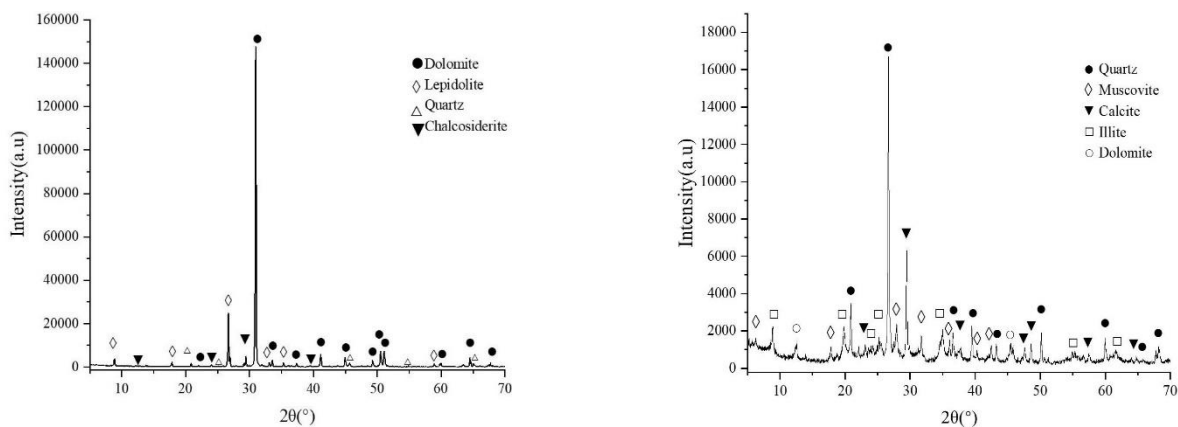 160000
140000
120000
100000
80000
60000
40000
20000
0
Intensity(a.u)
Dolomite
Lepidolite
Quartz
Chalcosiderite
10 20 30 40 50 60 70
2θ(°)
18000
16000
14000
12000
10000
8000
6000
4000
2000
0
Intensity(a.u)
Quartz
Muscovite
Calcite
Illite
Dolomite
10 20 30 40 50 60 70
2θ(°)